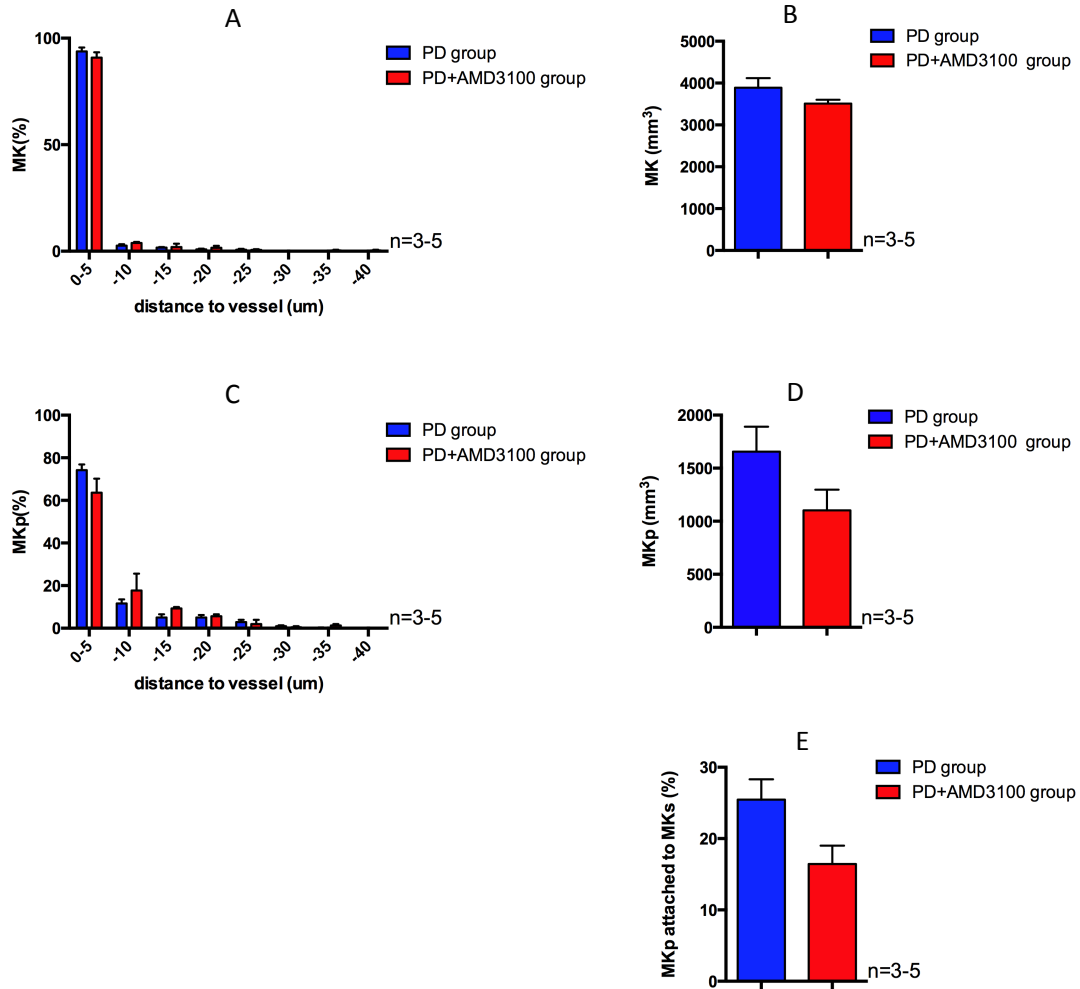 A
MK(%)
100
50
0
0-5
-10
-15
-20
-25
-30
-35
-40
distance to vessel (um)
PD group
PD+AMD3100 group
n=3-5
B
MK (mm³)
5000
4000
3000
2000
1000
0
PD group
PD+AMD3100 group
n=3-5
C
MKp(%)
100
80
60
40
20
0
0-5
-10
-15
-20
-25
-30
-35
-40
distance to vessel (um)
PD group
PD+AMD3100 group
n=3-5
D
MKp (mm³)
2000
1500
1000
500
0
PD group
PD+AMD3100 group
n=3-5
E
MKp attached to MKs (%)
30
20
10
0
PD group
PD+AMD3100 group
n=3-5